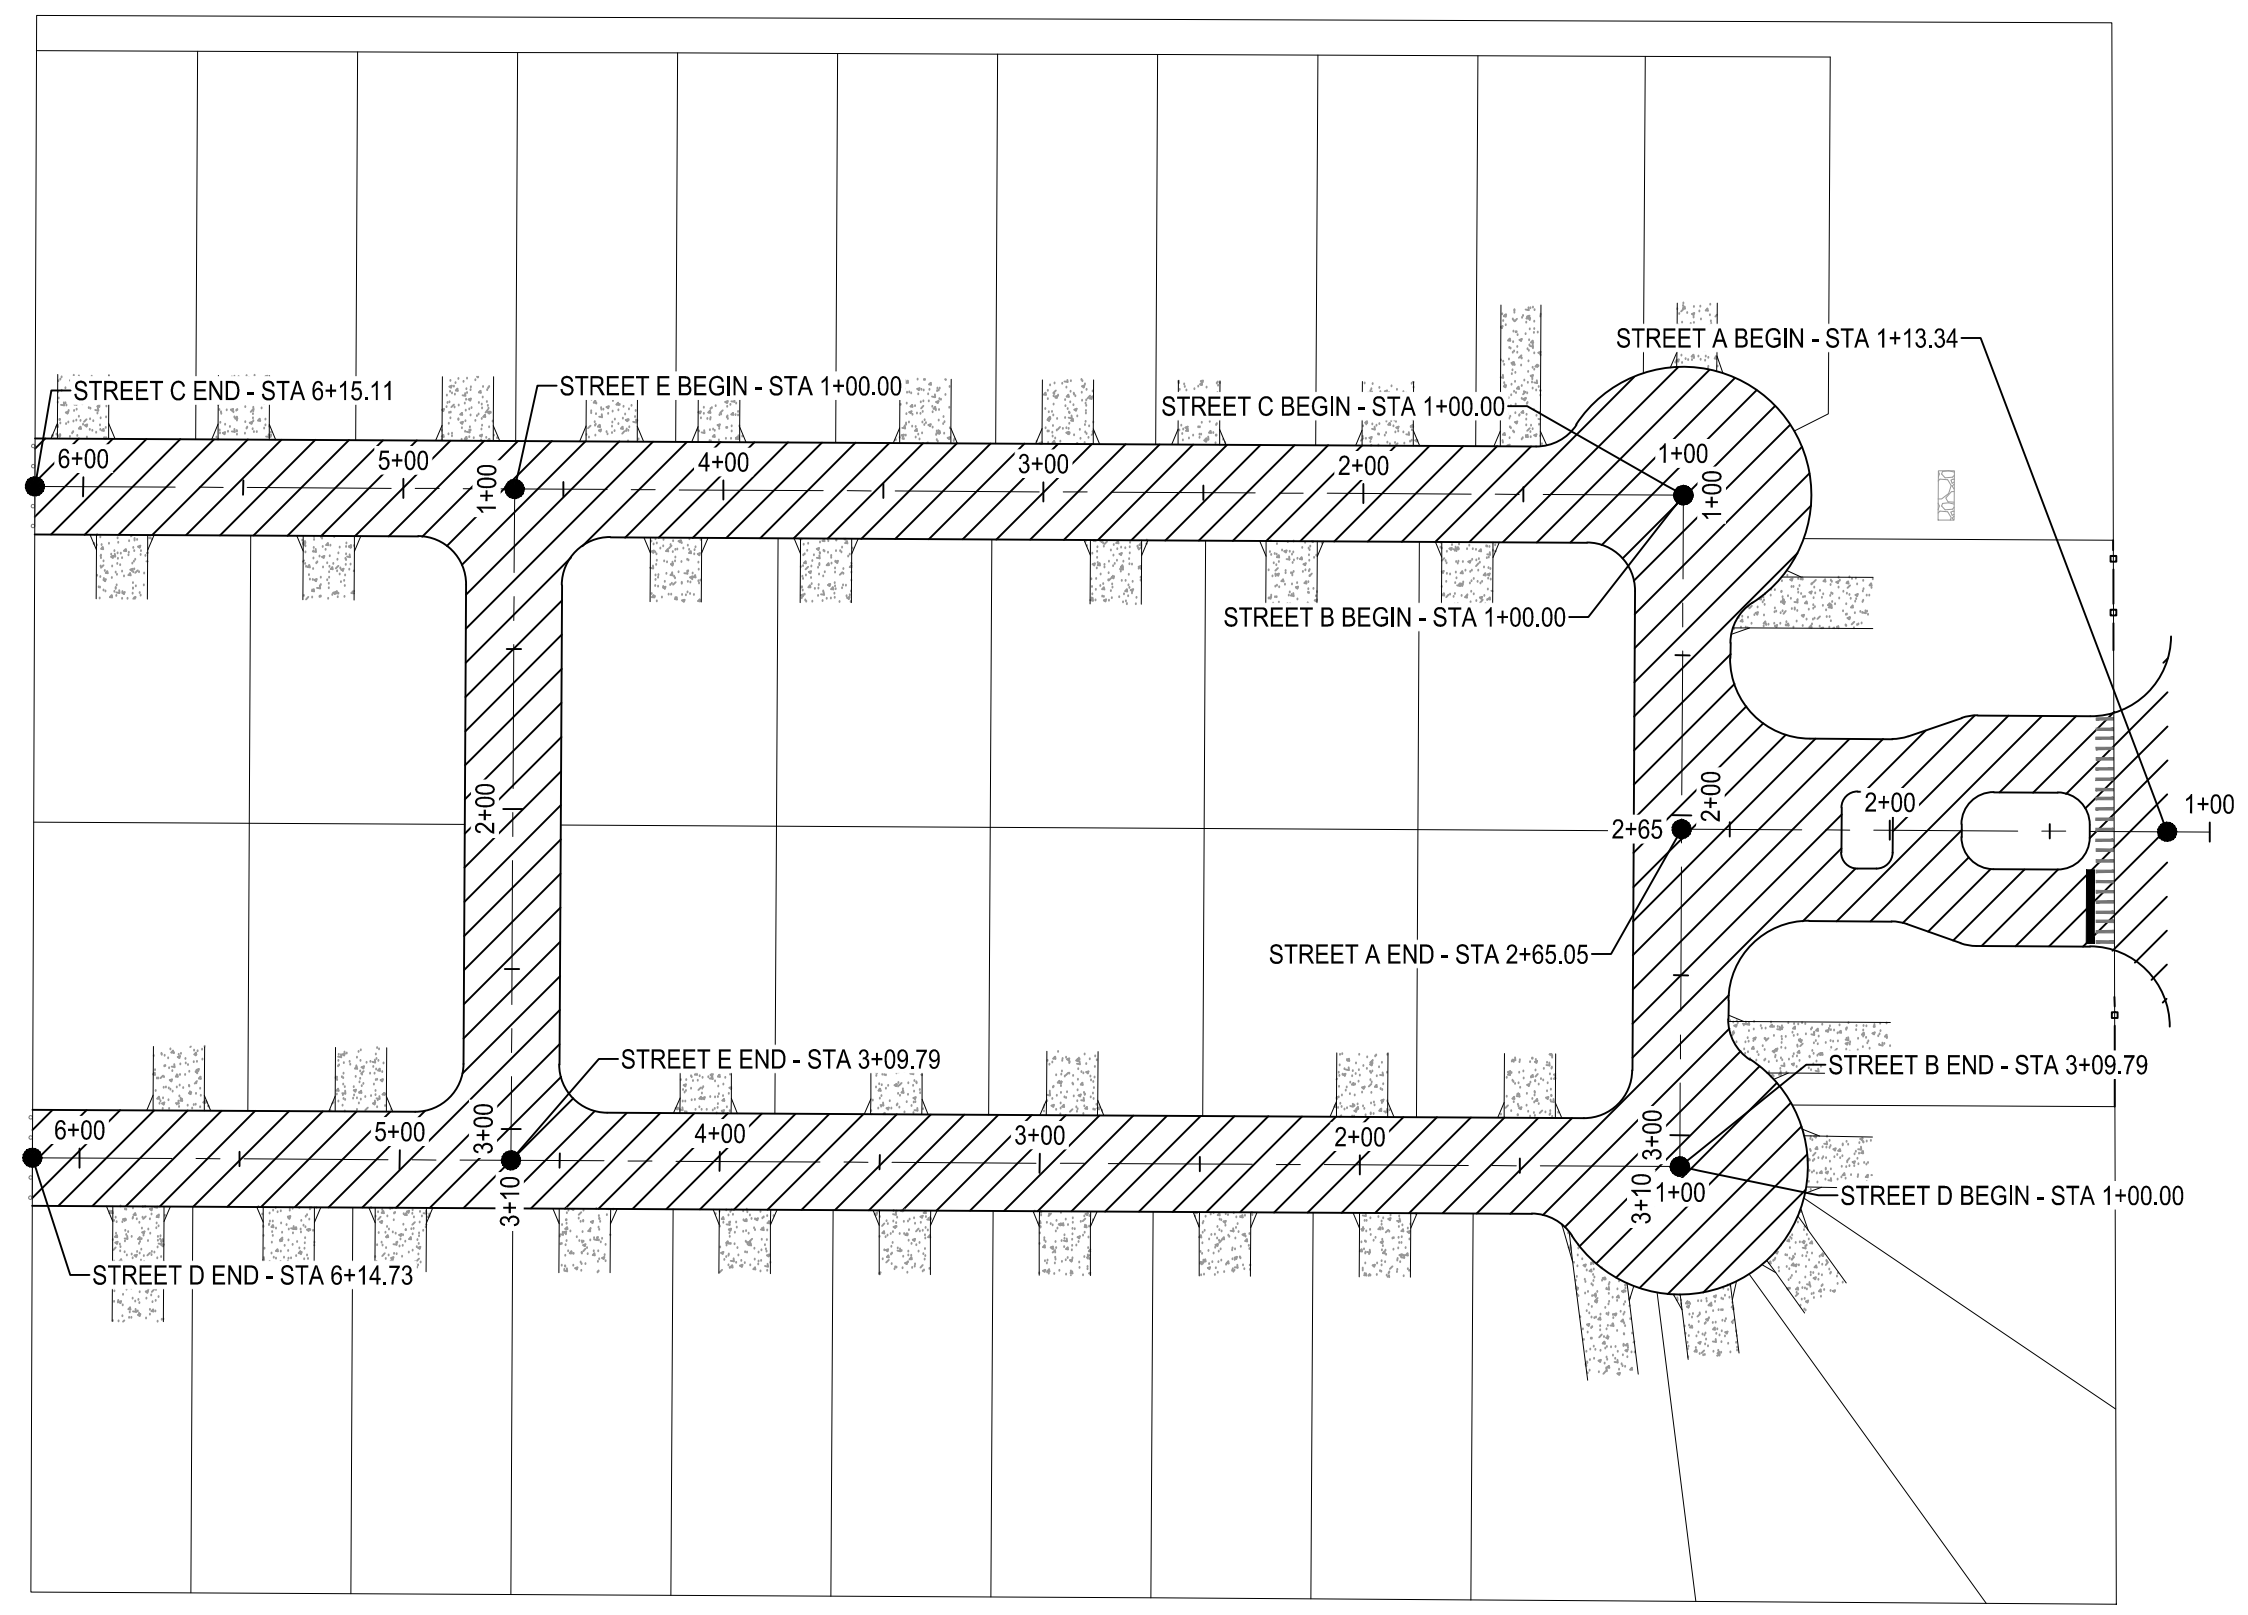 STREET A BEGIN - STA 1+13.34
STREET C END - STA 6+15.11
STREET E BEGIN - STA 1+00.00
STREET C BEGIN - STA 1+00.00
6+00
5+00
1+00
4+00
3+00
2+00
1+00
1+00
STREET B BEGIN - STA 1+00.00
2+00
2+65
2+00
2+00
1+00
STREET A END - STA 2+65.05
STREET E END - STA 3+09.79
STREET B END - STA 3+09.79
6+00
5+00
3+00
4+00
3+00
2+00
3+00
1+00
3+10
3+10
STREET D BEGIN - STA 1+00.00
STREET D END - STA 6+14.73